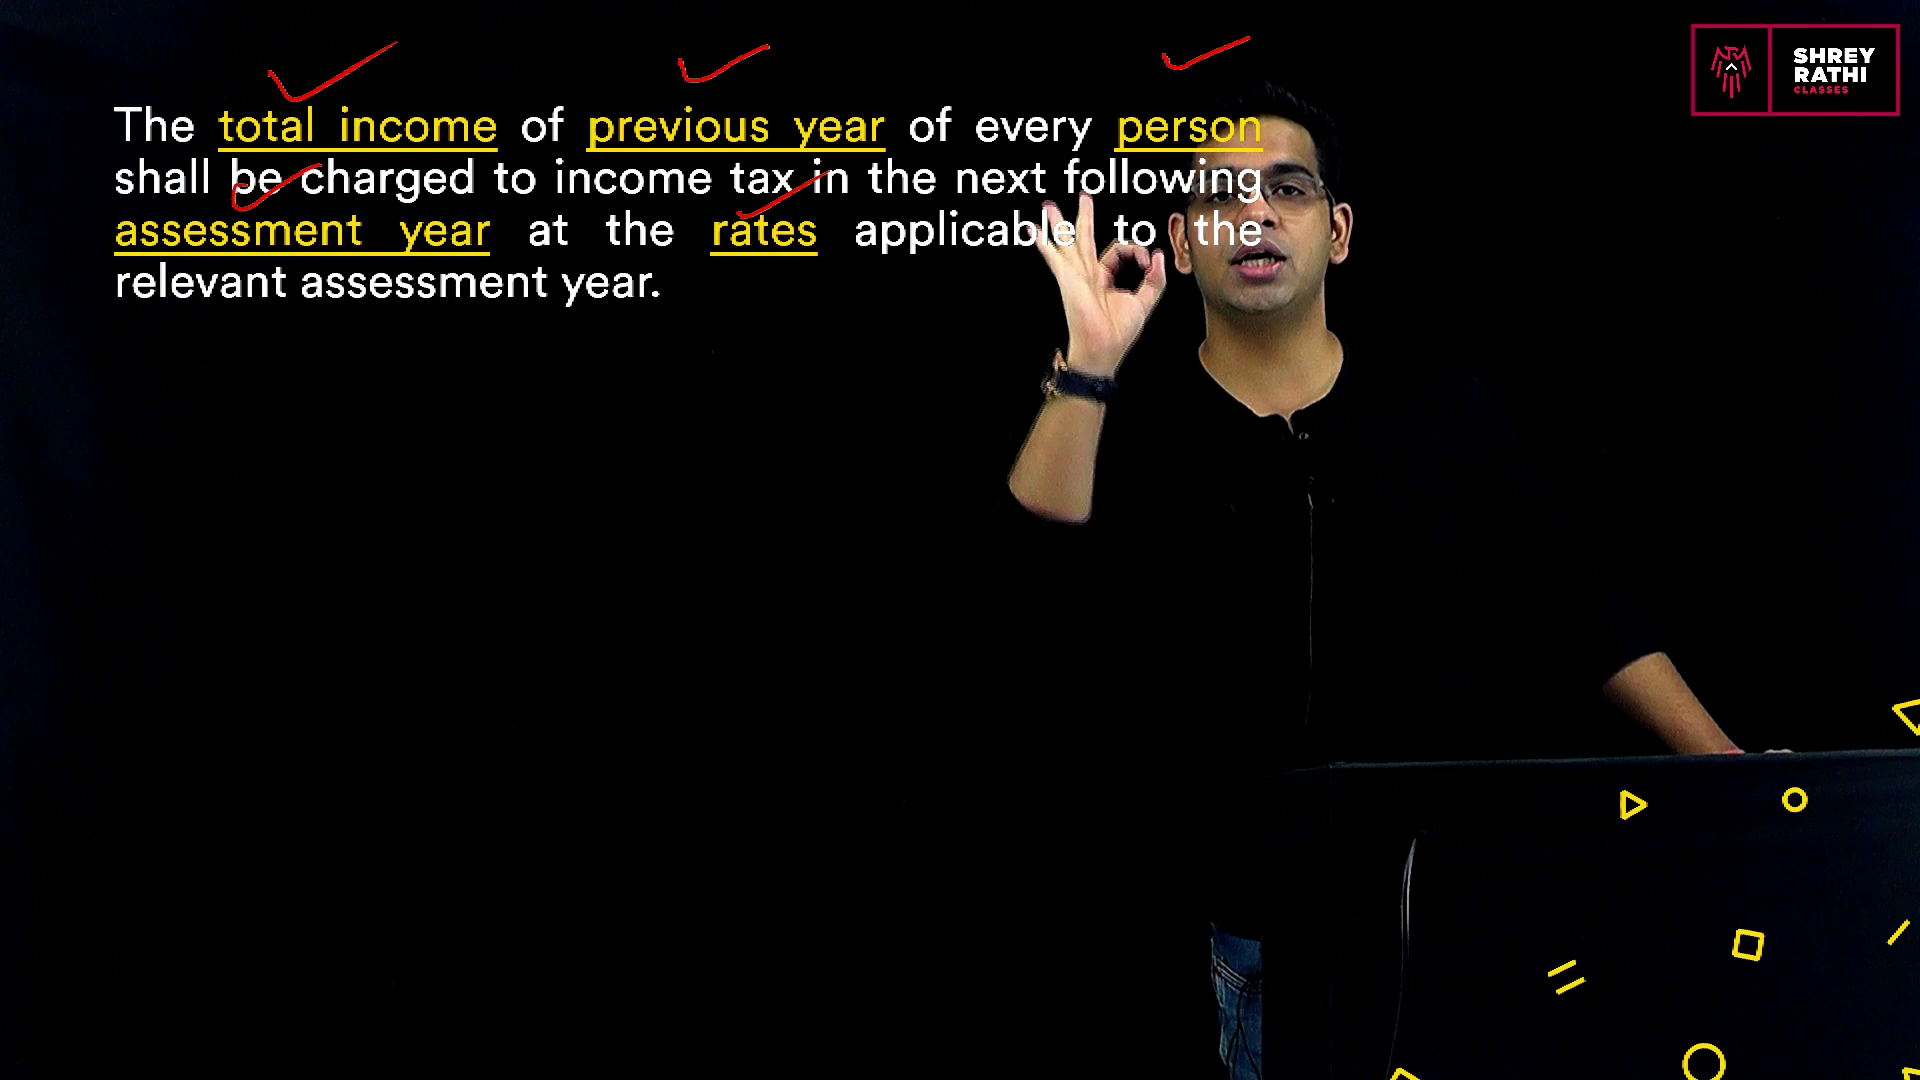 The total income of previous year of every person
shall be charged to income tax in the next following
assessment year at the rates applicable to the
relevant assessment year.
SHREY
RATHI
CLASSES